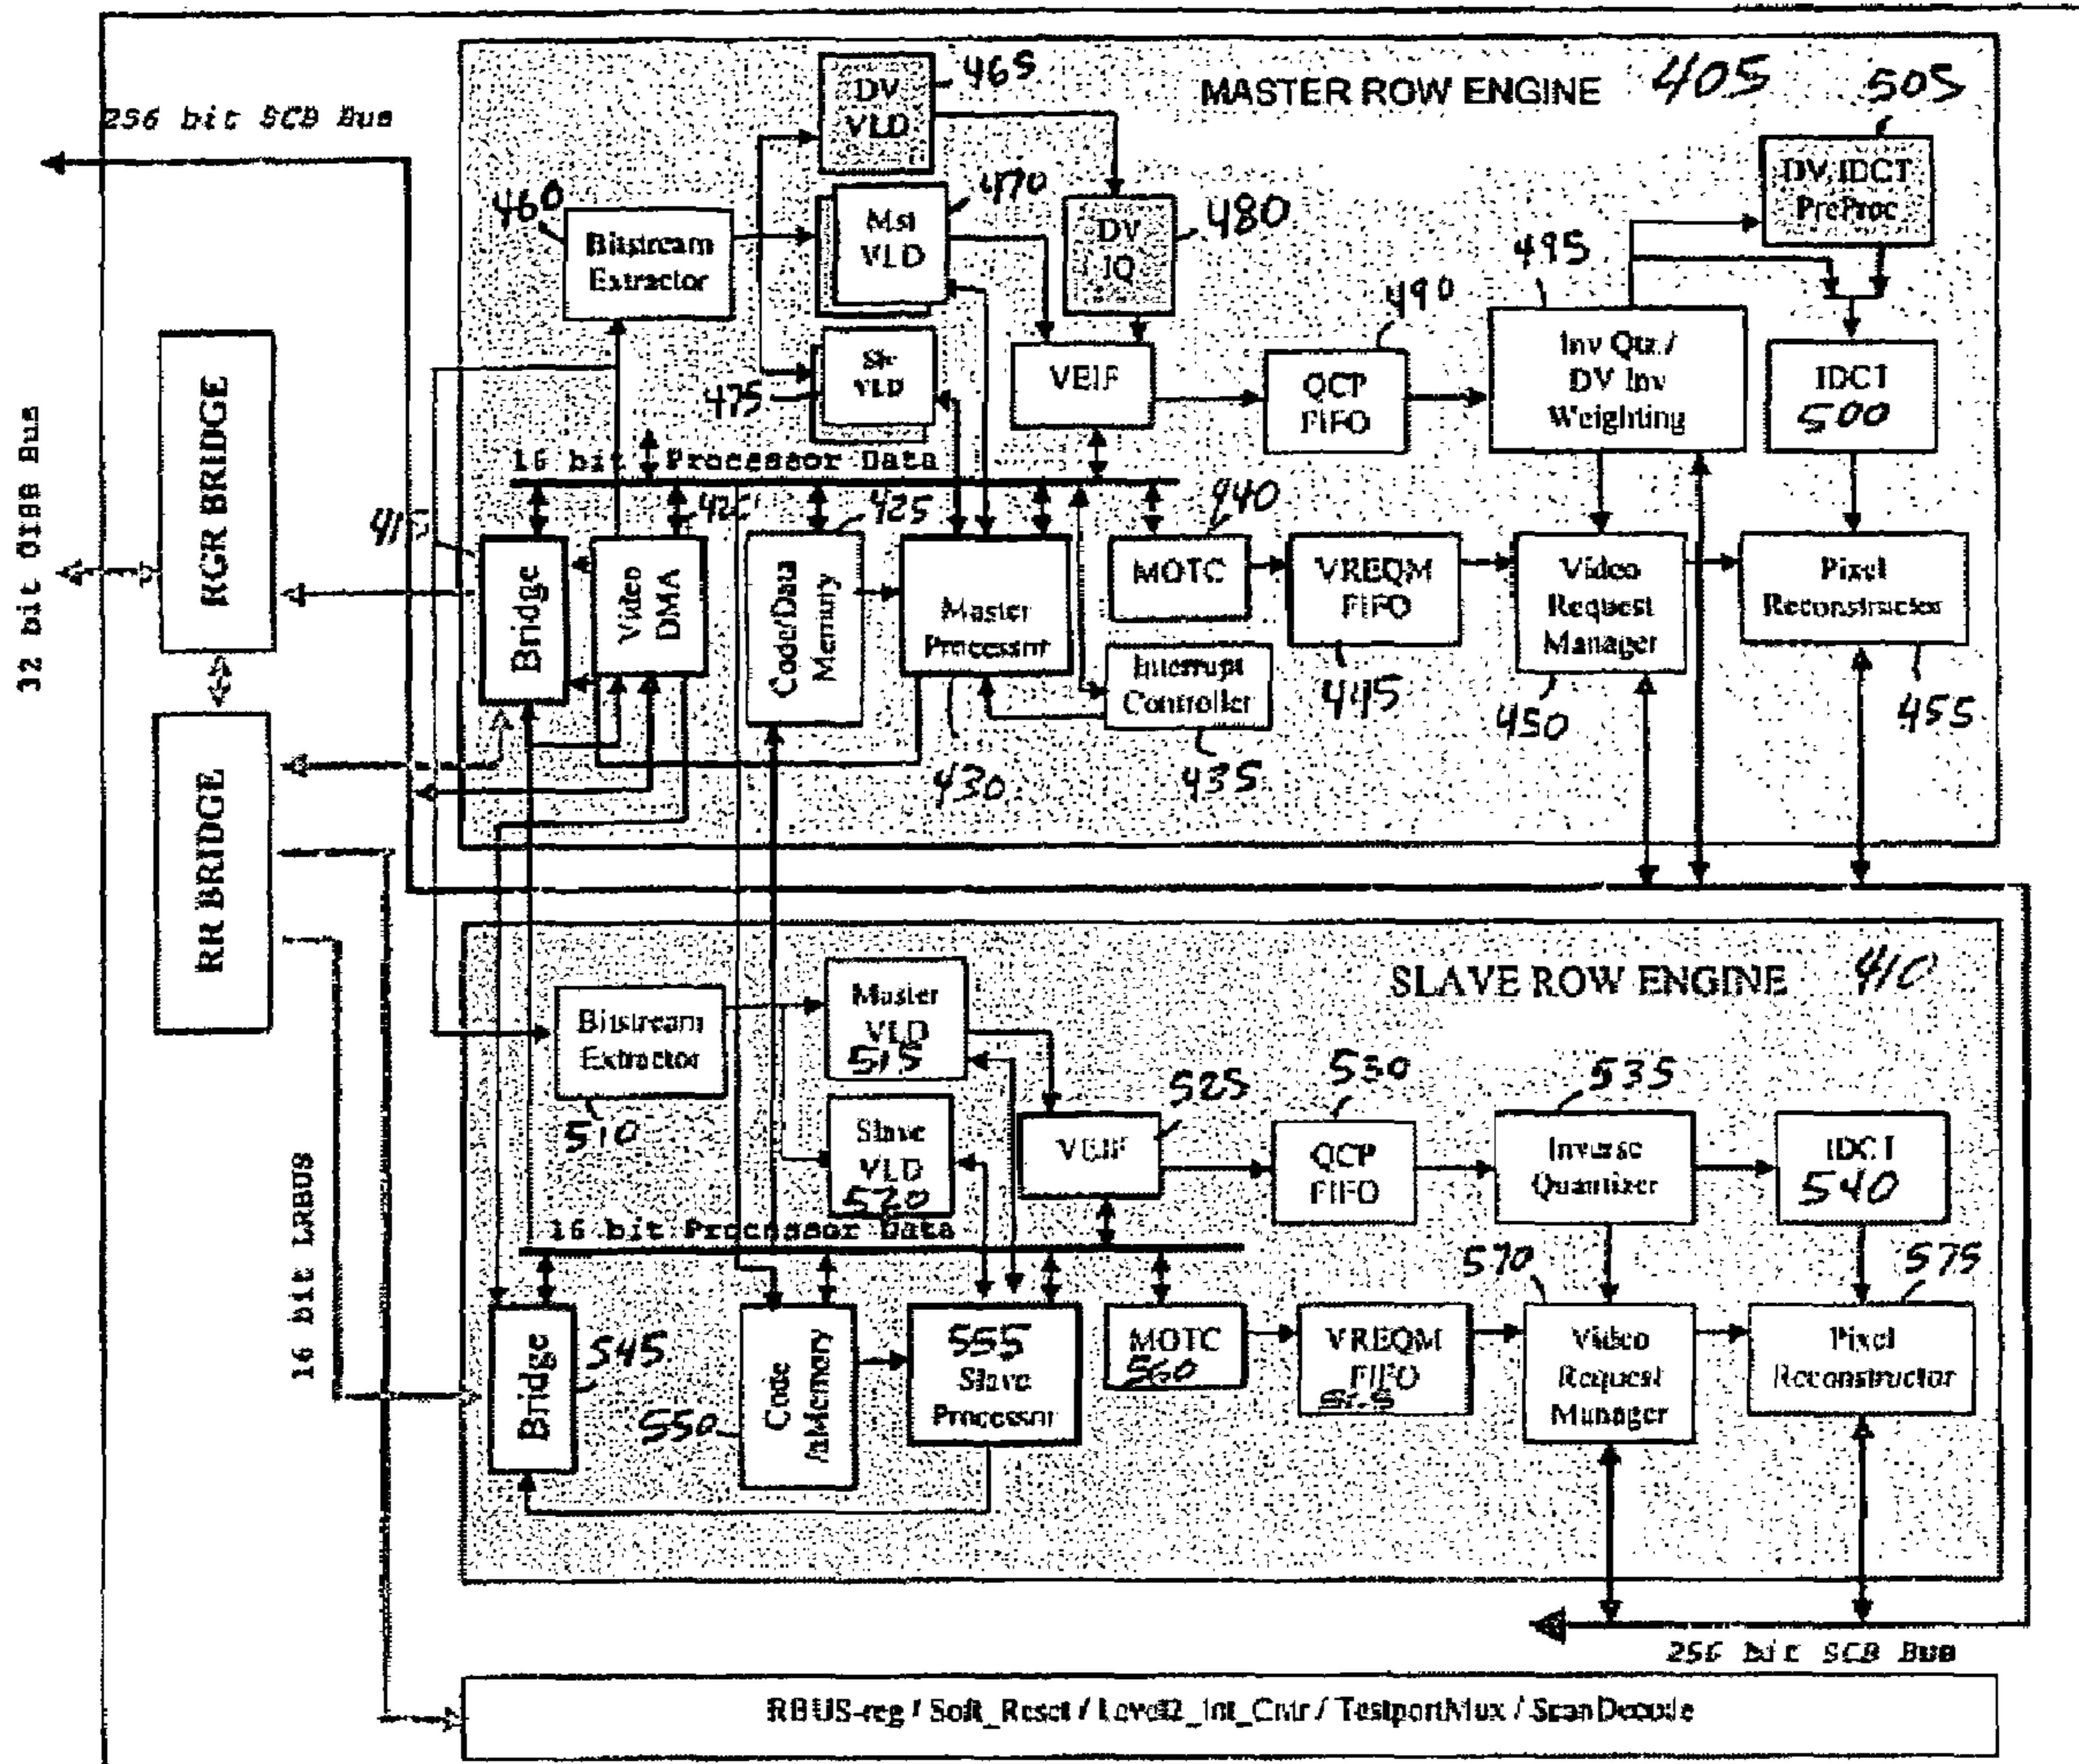 MASTER ROW ENGINE 405
256 bit SCB Bus
DV
VLD
465
505
DV IDCT
PreProc
460
Bitstream
Extractor
Mst
VLD
470
DV
IQ
480
495
Inv Qtz./
DV Inv
Weighting
490
QCP
FIFO
IDCT
500
VEIF
VLD
475
16 bit Processor Data
425
440
RGR BRIDGE
32 bit
Bus
Bridge
Video
DMA
Code/Data
Memory
Master
Processor
430
MOTC
VREQM
FIFO
445
Video
Request
Manager
450
Pixel
Reconstructor
455
Interrupt
Controller
435
RR BRIDGE
SLAVE ROW ENGINE 410
Bitstream
Extractor
510
Master
VLD
515
Slave
VLD
520
VEIF
525
QCP
FIFO
530
Inverse
Quantizer
535
IDCT
540
16 bit Processor Data
16 bit LRBUS
Bridge
545
Code
550
555
Slave
Processor
MOTC
560
VREQM
FIFO
Video
Request
Manager
570
Pixel
Reconstructor
575
256 bit SCB Bus
RBUS-reg / Soft_Reset / Level2_Int_Cntr / TestportMux / ScanDecode